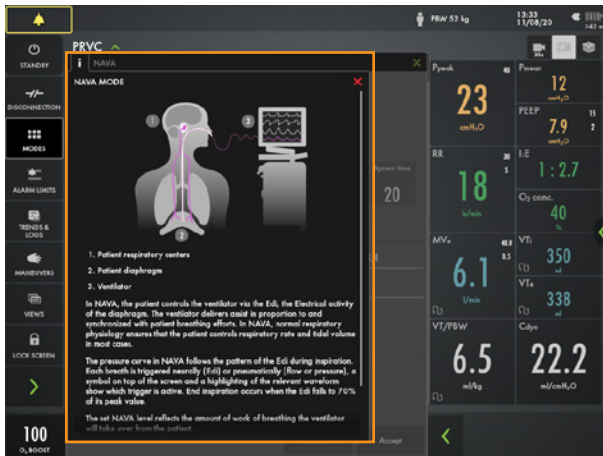 PBW 52 kg
13:33
11/08/20
STANDBY
DISCONNECTION
MODES
ALARM LIMITS
TRENDS &
LOGS
MANEUVERS
VIEWS
LOCK SCREEN
100
O₂ BOOST
PRVC
i NAVA X
NAVA MODE X
1
3
2
1. Patient respiratory centers
2. Patient diaphragm
3. Ventilator
In NAVA, the patient controls the ventilator via the Edi, the Electrical activity
of the diaphragm. The ventilator delivers assist in proportion to and
synchronized with patient breathing efforts. In NAVA, normal respiratory
physiology ensures that the patient controls respiratory rate and tidal volume
in most cases.
The pressure curve in NAVA follows the pattern of the Edi during inspiration.
Each breath is triggered neurally (Edi) or pneumatically (flow or pressure), a
symbol on top of the screen and a highlighting of the relevant waveform
show which trigger is active. End inspiration occurs when the Edi falls to 70%
of its peak value.
The set NAVA level reflects the amount of work of breathing the ventilator
will take over from the patient.
time
20
Accept
30s
Ppeak 40
23
cmH₂O
Pmean
12
cmH₂O
PEEP 15
7.9 2
cmH₂O
RR 30
5
18
b/min
I:E
1 : 2.7
O₂ conc.
40
%
MVe 40.0
0.5
6.1
l/min
VTi
350
ml
VTe
338
ml
VT/PBW
6.5
ml/kg
Cdyn
22.2
ml/cmH₂O